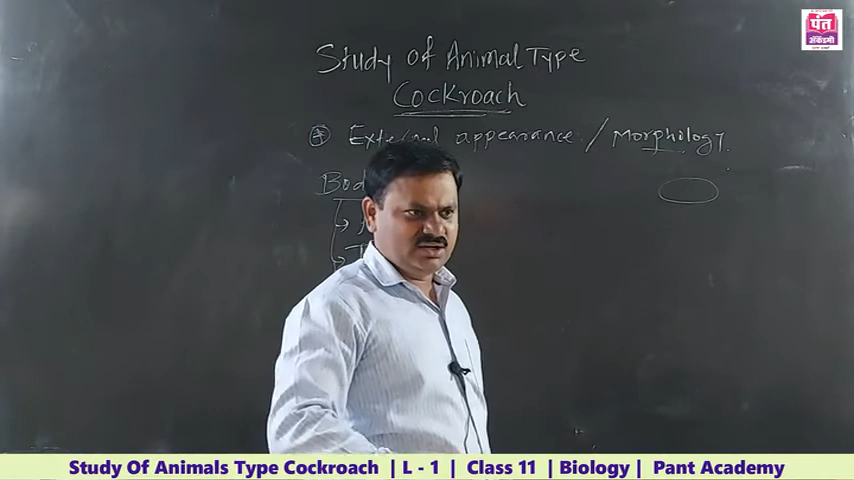 पंत
अ‍ॅकॅडमी
Study of Animal Type
Cockroach
External appearance / Morphology.
Study Of Animals Type Cockroach | L - 1 | Class 11 | Biology | Pant Academy